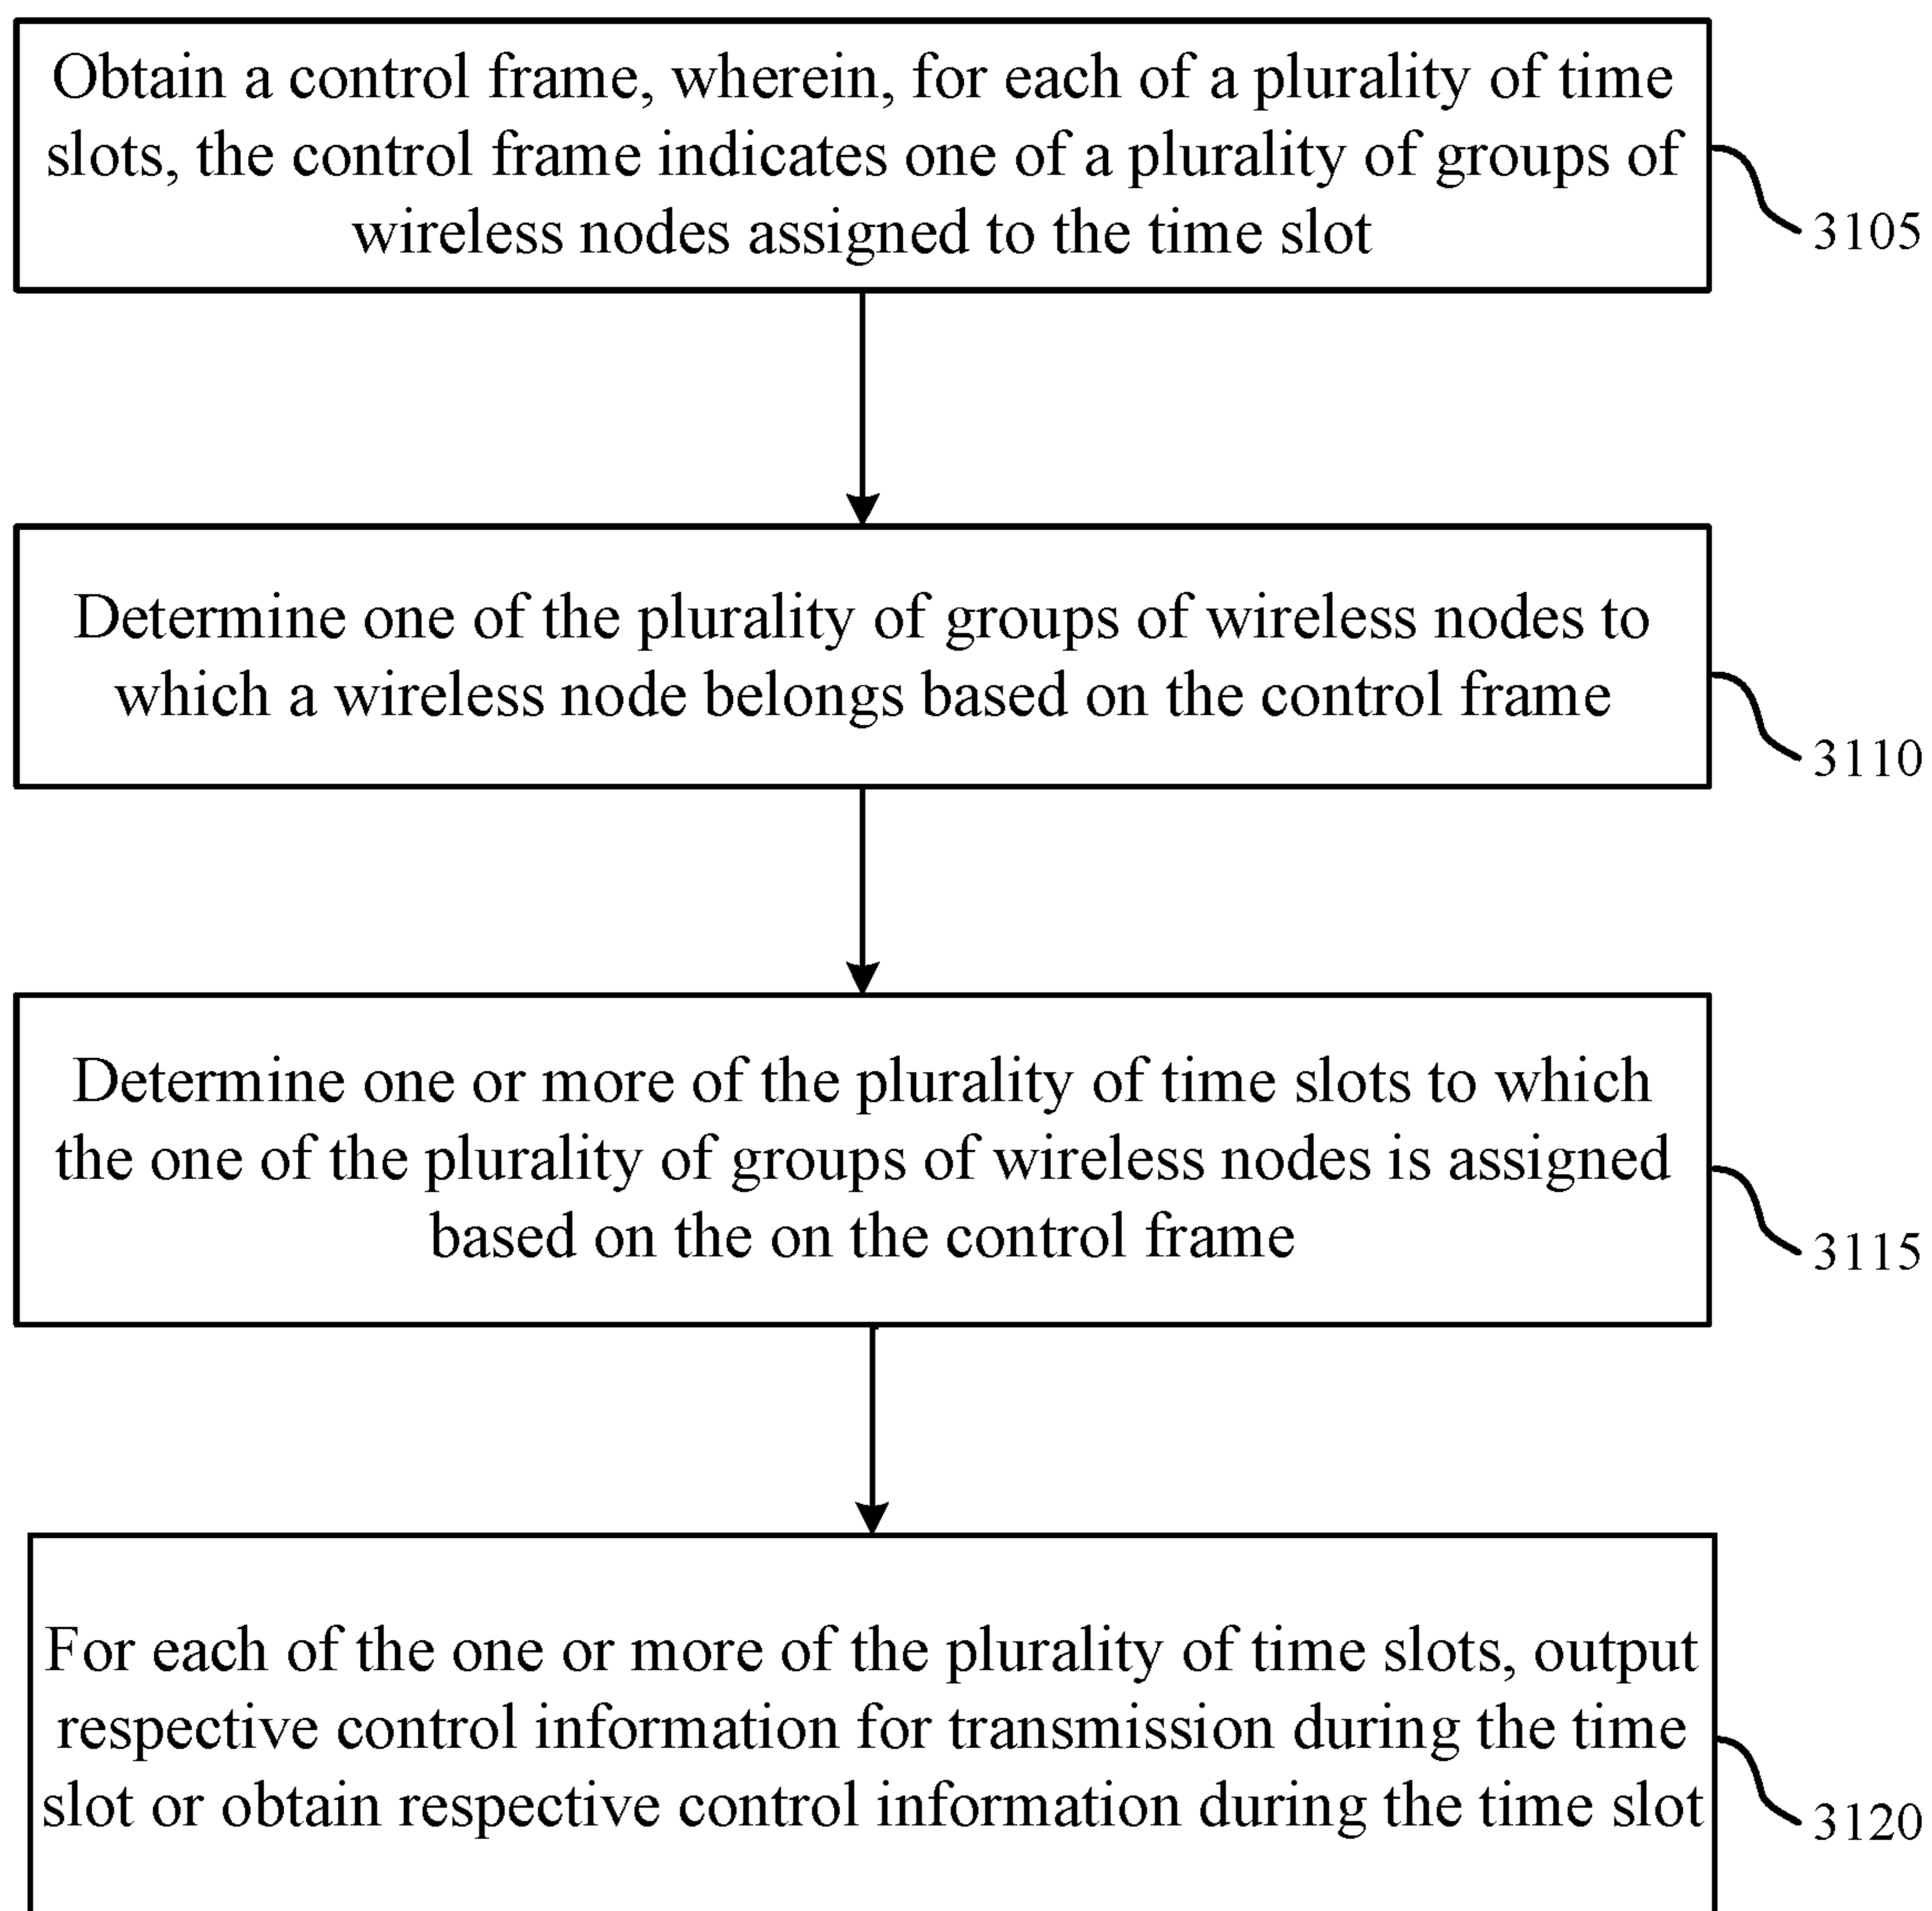 Obtain a control frame, wherein, for each of a plurality of time
slots, the control frame indicates one of a plurality of groups of
wireless nodes assigned to the time slot
3105
Determine one of the plurality of groups of wireless nodes to
which a wireless node belongs based on the control frame
3110
Determine one or more of the plurality of time slots to which
the one of the plurality of groups of wireless nodes is assigned
based on the on the control frame
3115
For each of the one or more of the plurality of time slots, output
respective control information for transmission during the time
slot or obtain respective control information during the time slot
3120